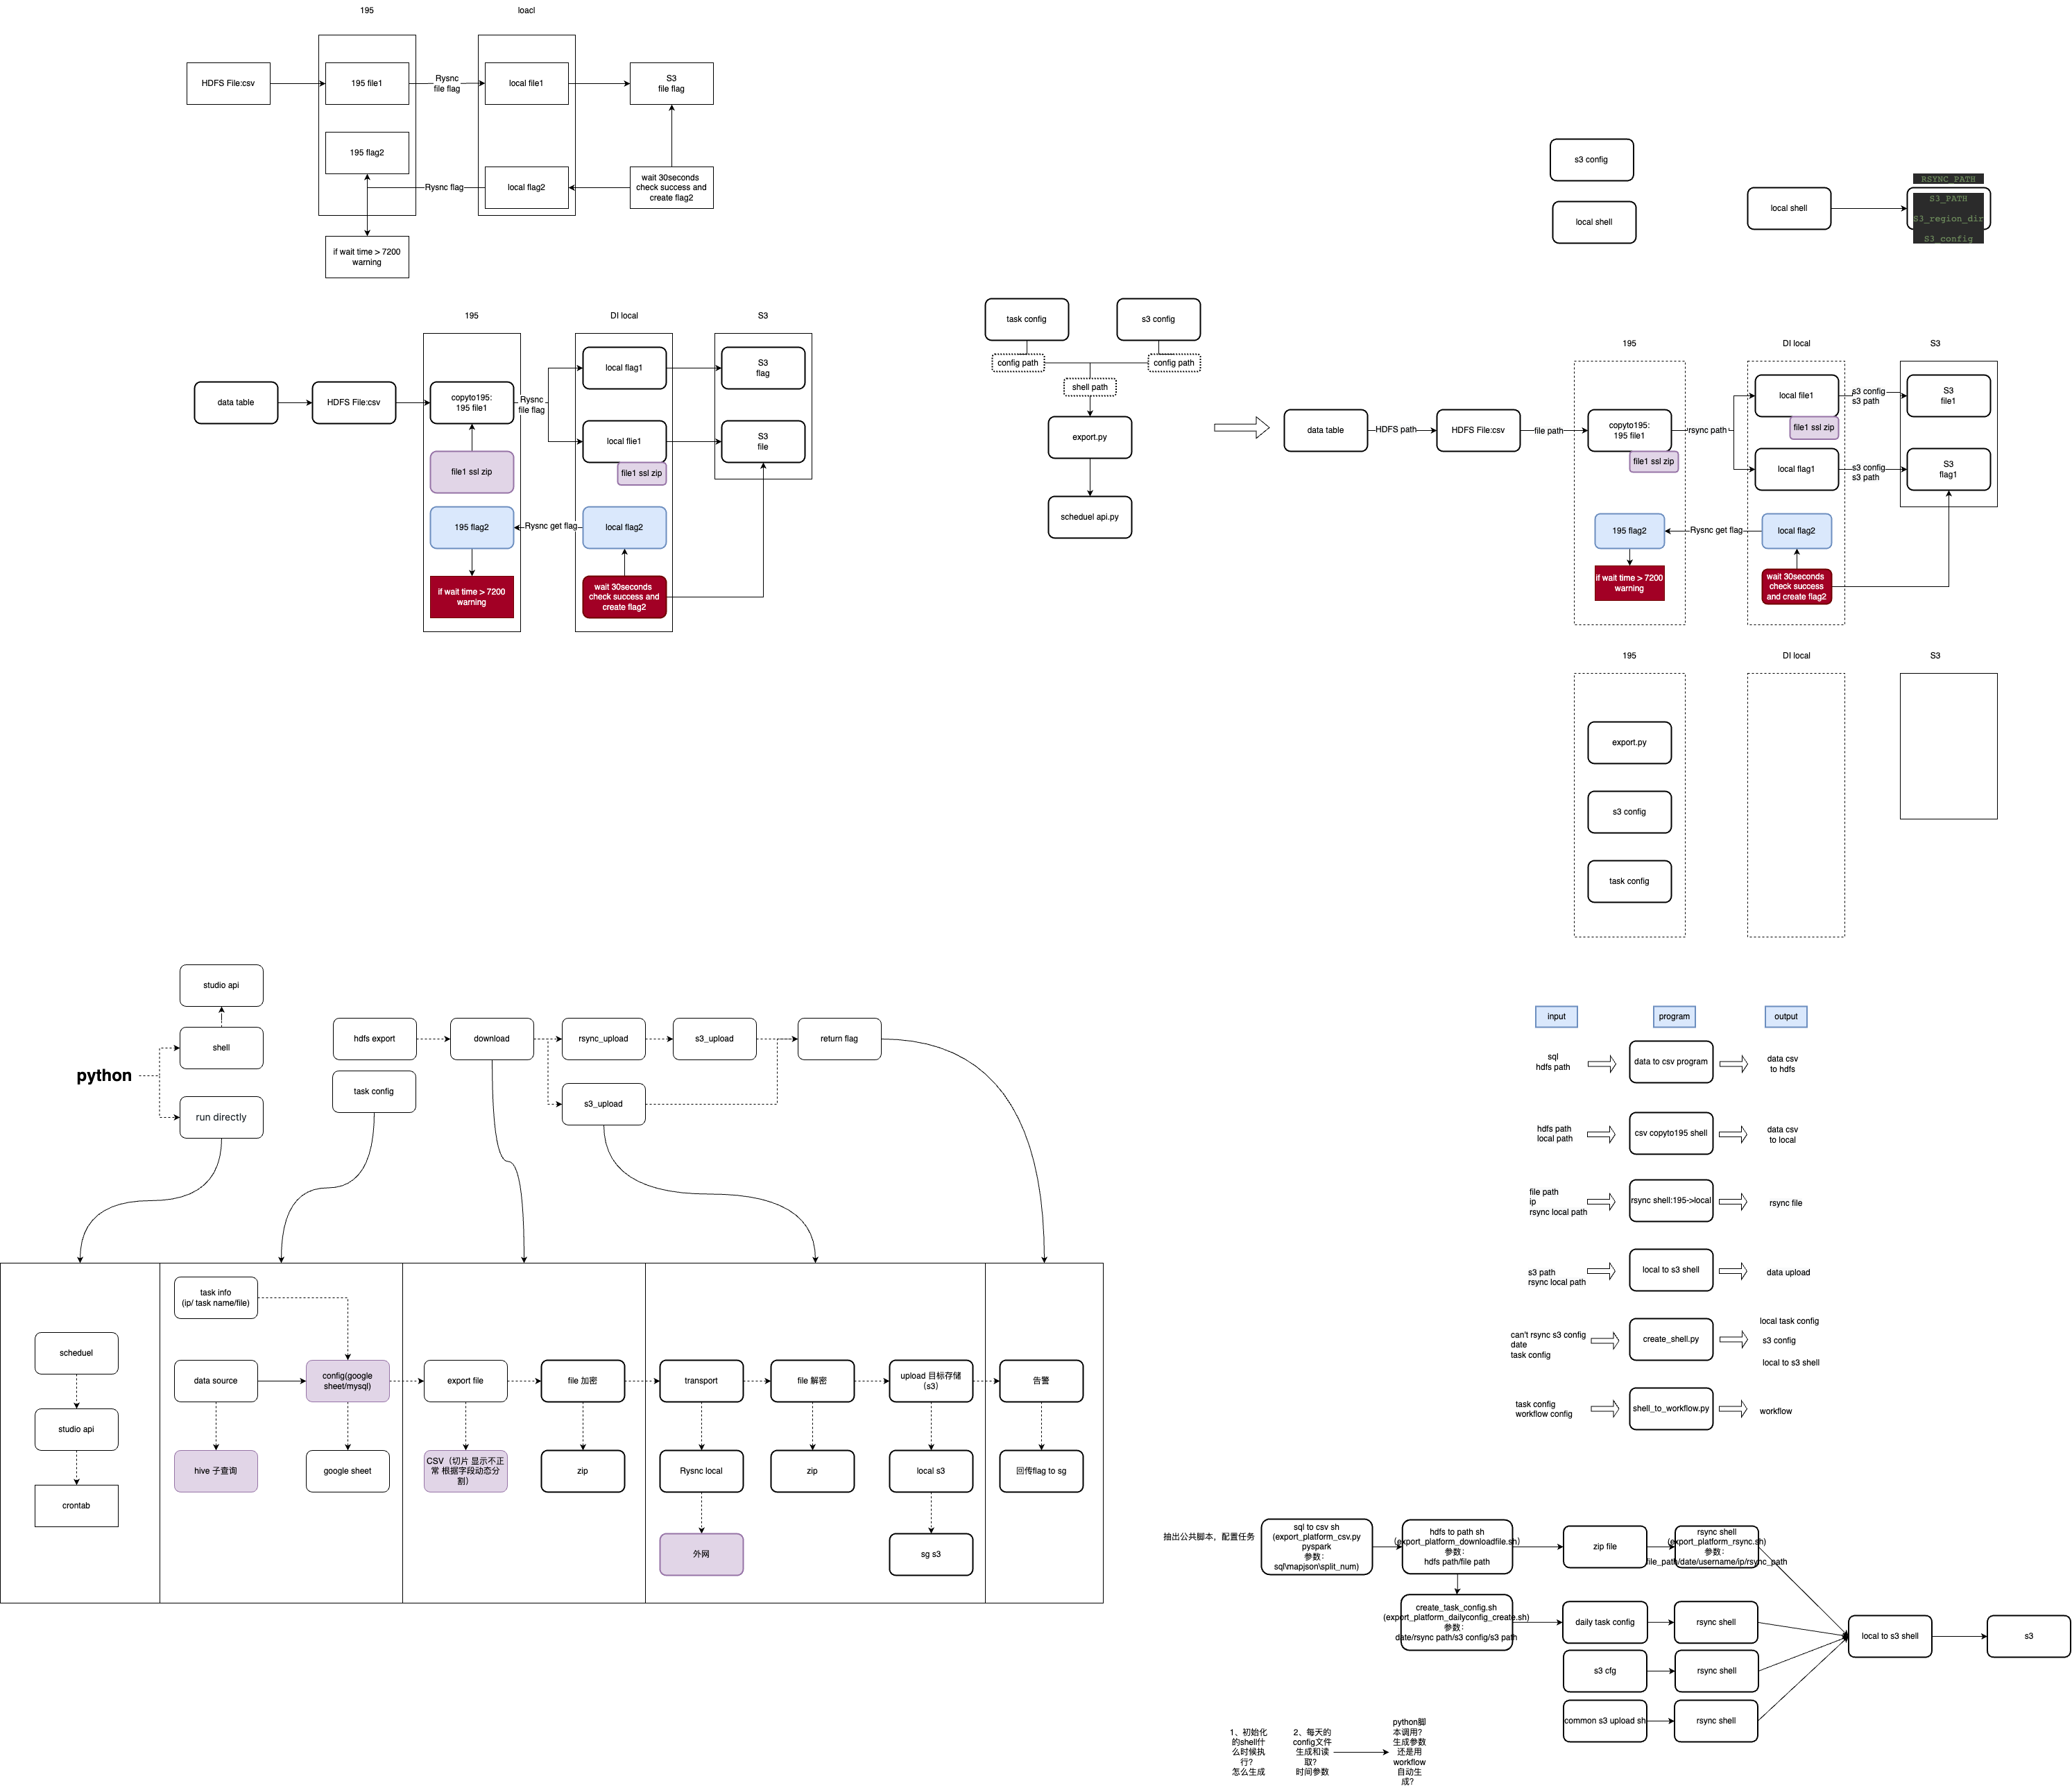 195
loacl
HDFS File:csv
195 file1
Rysnc
file flag
local file1
S3
file flag
195 flag2
Rysnc flag
local flag2
wait 30seconds
check success and
create flag2
if wait time > 7200
warning
195
DI local
S3
data table
HDFS File:csv
copyto195:
195 file1
Rysnc
file flag
local flag1
S3
flag
local flie1
S3
file
file1 ssl zip
file1 ssl zip
195 flag2
Rysnc get flag
local flag2
if wait time > 7200
warning
wait 30seconds
check success and
create flag2
s3 config
local shell
local shell
RSYNC_PATH
S3_PATH
S3_region_dir
S3_config
task config
s3 config
config path
config path
shell path
export.py
scheduel api.py
195
DI local
S3
data table
HDFS path
HDFS File:csv
file path
copyto195:
195 file1
file1 ssl zip
rsync path
local file1
file1 ssl zip
s3 config
s3 path
S3
file1
local flag1
s3 config
s3 path
S3
flag1
195 flag2
Rysnc get flag
local flag2
if wait time > 7200
warning
wait 30seconds
check success
and create flag2
195
DI local
S3
export.py
s3 config
task config
studio api
shell
python
run directly
hdfs export
download
rsync_upload
s3_upload
return flag
task config
s3_upload
scheduel
studio api
crontab
task info
(ip/ task name/file)
data source
config(google
sheet/mysql)
hive 子查询
google sheet
export file
file 加密
CSV（切片 显示不正
常 根据字段动态分
割）
zip
transport
file 解密
upload 目标存储
（s3）
Rysnc local
zip
local s3
外网
sg s3
告警
回传flag to sg
input
program
output
sql
hdfs path
data to csv program
data csv
to hdfs
hdfs path
local path
csv copyto195 shell
data csv
to local
file path
ip
rsync local path
rsync shell:195->local
rsync file
s3 path
rsync local path
local to s3 shell
data upload
can't rsync s3 config
date
task config
create_shell.py
local task config
s3 config
local to s3 shell
task config
workflow config
shell_to_workflow.py
workflow
抽出公共脚本，配置任务
sql to csv sh
(export_platform_csv.py
pyspark
参数：
sql\mapjson\split_num)
hdfs to path sh
(export_platform_downloadfile.sh)
参数：
hdfs path/file path
zip file
rsync shell
(export_platform_rsync.sh)
参数：
file_path/date/username/ip/rsync_path
create_task_config.sh
(export_platform_dailyconfig_create.sh)
参数：
date/rsync path/s3 config/s3 path
daily task config
rsync shell
s3 cfg
rsync shell
common s3 upload sh
rsync shell
local to s3 shell
s3
1、初始化
的shell什
么时候执
行？
怎么生成
2、每天的
config文件
生成和读
取？
时间参数
python脚
本调用？
生成参数
还是用
workflow
自动生
成？